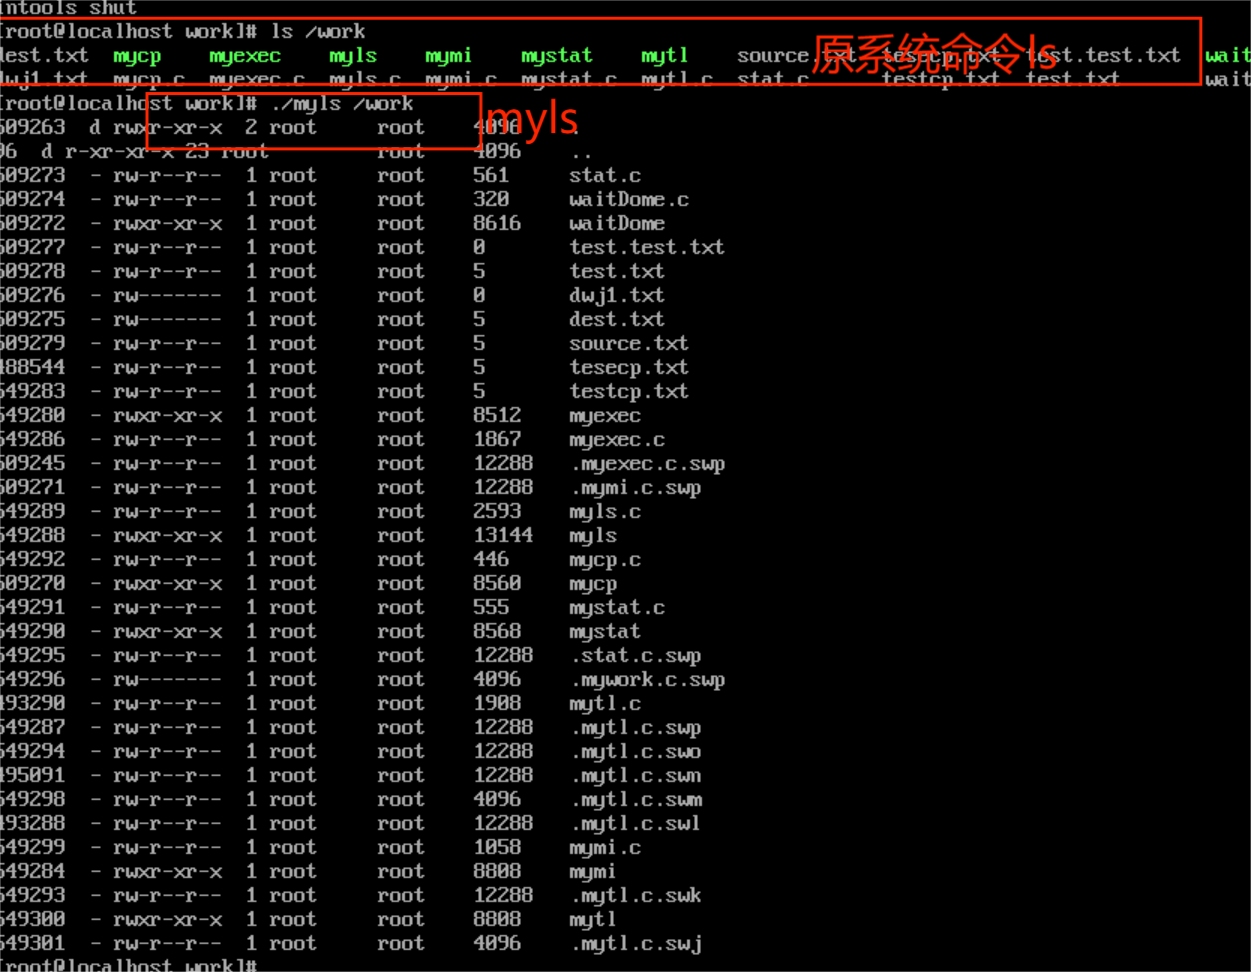 intools shut
[root@localhost work]# ls /work
dest.txt mycp myexec myls mymi mystat mytl source.txt tesecp.txt test.test.txt wait
dwj1.txt mycp.c myexec.c myls.c mymi.c mystat.c mytl.c stat.c testcp.txt test.txt wait
原系统命令ls
[root@localhost work]# ./myls /work
myls
509263 d rwxr-xr-x 2 root root 4096 .
96 d r-xr-xr-x 23 root root 4096 ..
509273 - rw-r--r-- 1 root root 561 stat.c
509274 - rw-r--r-- 1 root root 320 waitDome.c
509272 - rwxr-xr-x 1 root root 8616 waitDome
509277 - rw-r--r-- 1 root root 0 test.test.txt
509278 - rw-r--r-- 1 root root 5 test.txt
509276 - rw------- 1 root root 0 dwj1.txt
509275 - rw------- 1 root root 5 dest.txt
509279 - rw-r--r-- 1 root root 5 source.txt
488544 - rw-r--r-- 1 root root 5 tesecp.txt
549283 - rw-r--r-- 1 root root 5 testcp.txt
549280 - rwxr-xr-x 1 root root 8512 myexec
549286 - rw-r--r-- 1 root root 1867 myexec.c
509245 - rw-r--r-- 1 root root 12288 .myexec.c.swp
509271 - rw-r--r-- 1 root root 12288 .mymi.c.swp
549289 - rw-r--r-- 1 root root 2593 myls.c
549288 - rwxr-xr-x 1 root root 13144 myls
549292 - rw-r--r-- 1 root root 446 mycp.c
509270 - rwxr-xr-x 1 root root 8560 mycp
549291 - rw-r--r-- 1 root root 555 mystat.c
549290 - rwxr-xr-x 1 root root 8568 mystat
549295 - rw-r--r-- 1 root root 12288 .stat.c.swp
549296 - rw------- 1 root root 4096 .mywork.c.swp
493290 - rw-r--r-- 1 root root 1908 mytl.c
549287 - rw-r--r-- 1 root root 12288 .mytl.c.swp
549294 - rw-r--r-- 1 root root 12288 .mytl.c.swo
495091 - rw-r--r-- 1 root root 12288 .mytl.c.swn
549298 - rw-r--r-- 1 root root 4096 .mytl.c.swm
493288 - rw-r--r-- 1 root root 12288 .mytl.c.swl
549299 - rw-r--r-- 1 root root 1058 mymi.c
549284 - rwxr-xr-x 1 root root 8808 mymi
549293 - rw-r--r-- 1 root root 12288 .mytl.c.swk
549300 - rwxr-xr-x 1 root root 8808 mytl
549301 - rw-r--r-- 1 root root 4096 .mytl.c.swj
[root@localhost work]#